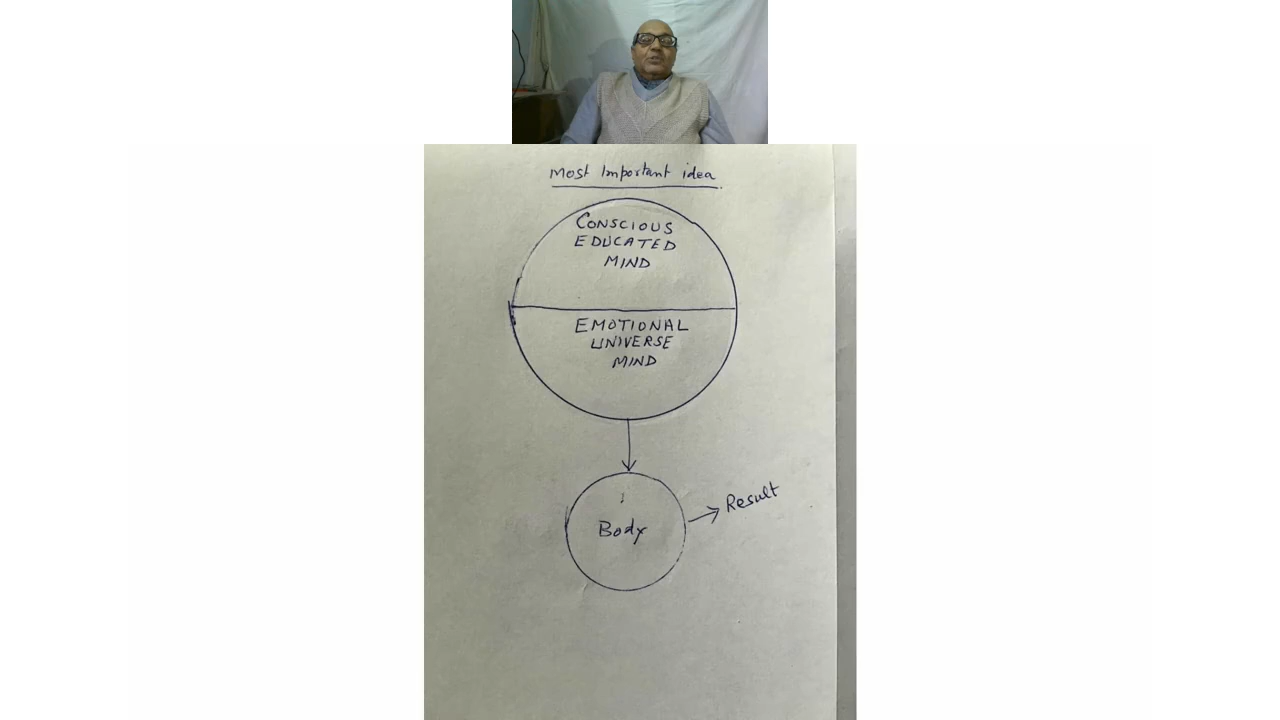 Most Important idea
CONSCIOUS
EDUCATED
MIND
EMOTIONAL
UNIVERSE
MIND
Body
Result